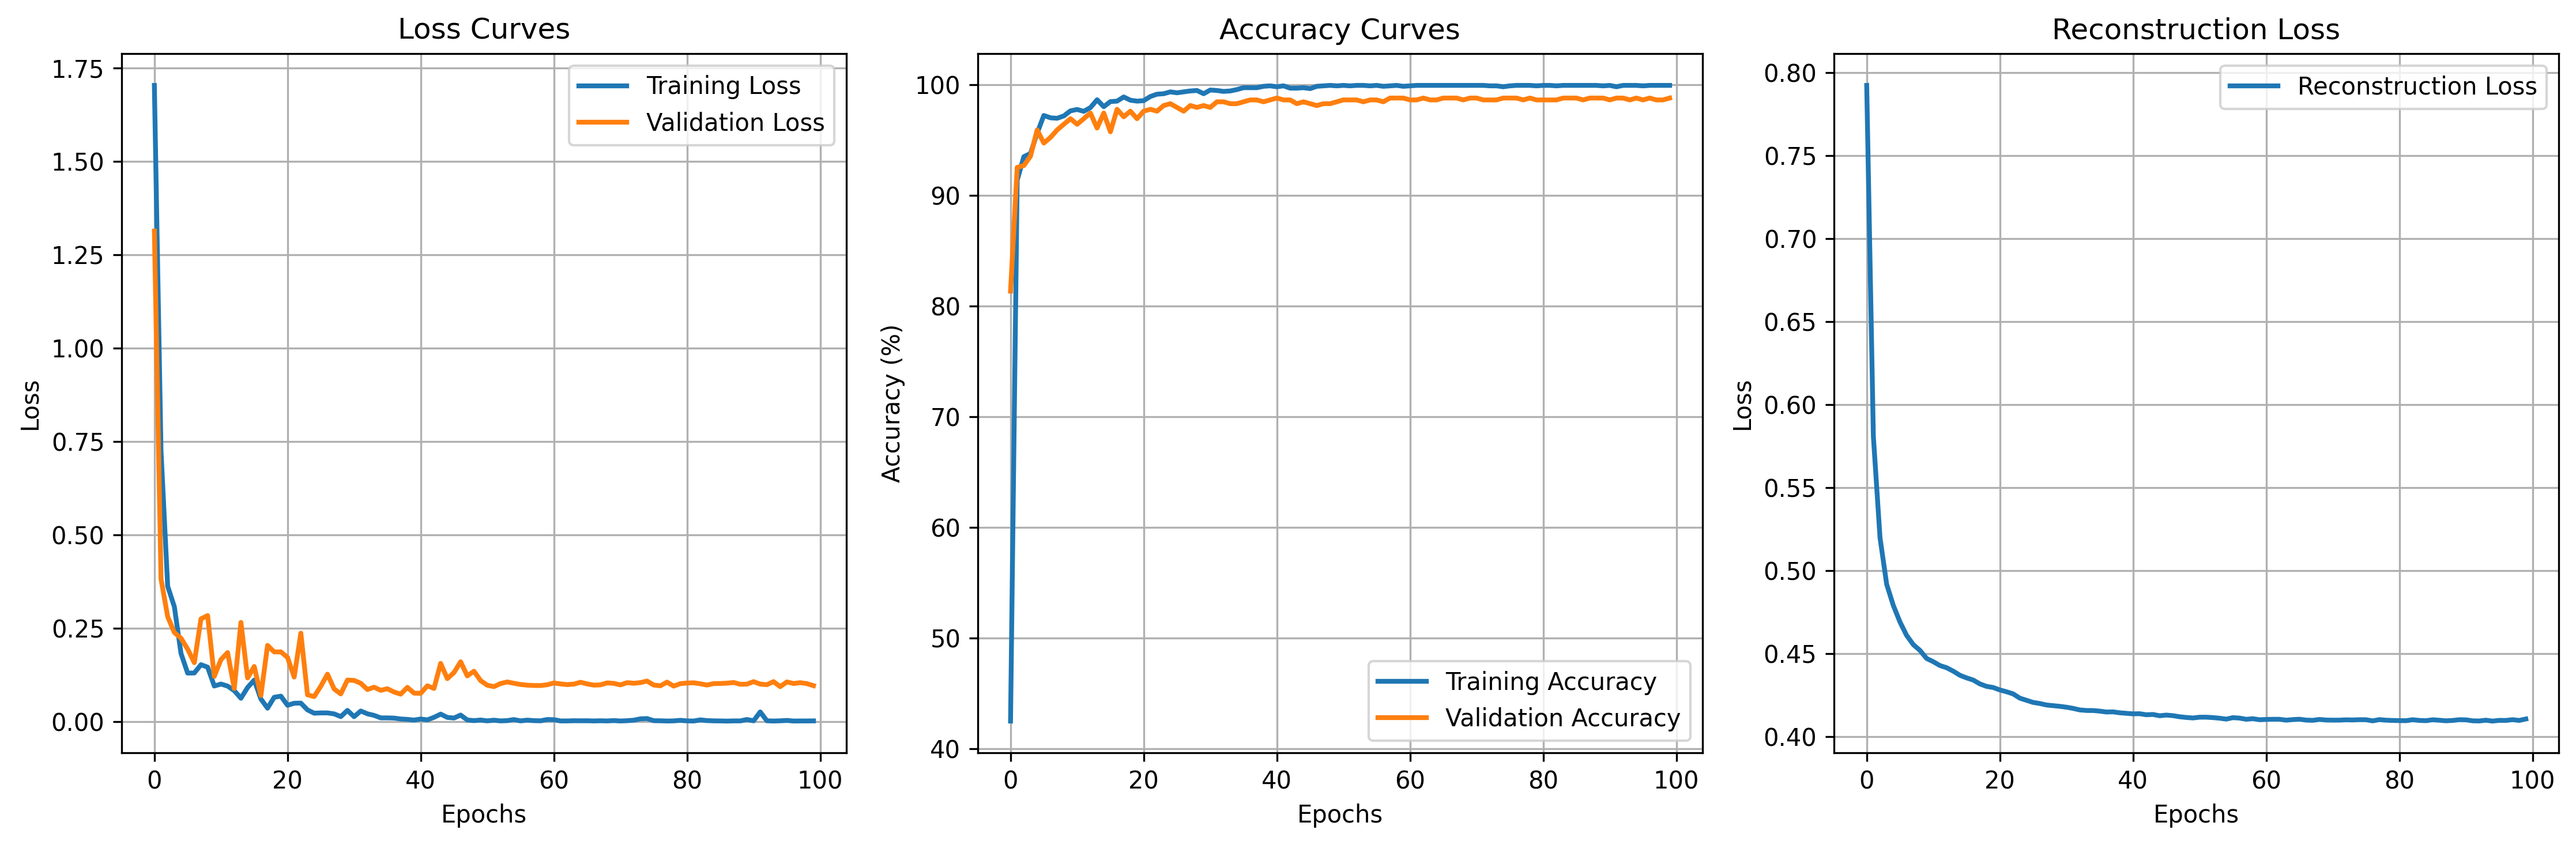 Loss Curves
1.75
1.50
1.25
1.00
0.75
0.50
0.25
0.00
Loss
0 20 40 60 80 100
Epochs
Training Loss
Validation Loss
Accuracy Curves
100
90
80
70
60
50
40
Accuracy (%)
0 20 40 60 80 100
Epochs
Training Accuracy
Validation Accuracy
Reconstruction Loss
0.80
0.75
0.70
0.65
0.60
0.55
0.50
0.45
0.40
Loss
0 20 40 60 80 100
Epochs
Reconstruction Loss